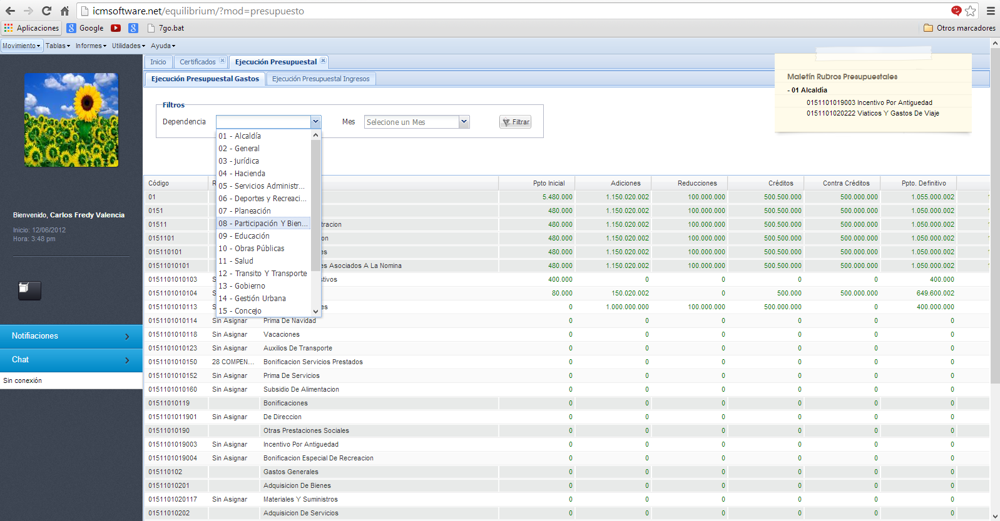 icmsoftware.net/equilibrium/?mod=presupuesto
Aplicaciones Google 7go.bat Otros marcadores
Movimiento Tablas Informes Utilidades Ayuda
Inicio Certificados Ejecución Presupuestal
Ejecución Presupuestal Gastos Ejecución Presupuestal Ingresos
Maletín Rubros Presupuestales
- 01 Alcaldía
0151101019003 Incentivo Por Antiguedad
0151101020222 Viaticos Y Gastos De Viaje
Filtros
Dependencia Mes Selecione un Mes Filtrar
01 - Alcaldía
02 - General
03 - jurídica
04 - Hacienda
05 - Servicios Administr...
06 - Deportes y Recreaci...
07 - Planeación
08 - Participación Y Bien...
09 - Educación
10 - Obras Públicas
11 - Salud
12 - Transito Y Transporte
13 - Gobierno
14 - Gestión Urbana
15 - Concejo
Bienvenido, Carlos Fredy Valencia
Inicio: 12/06/2012
Hora: 3:48 pm
Notifiaciones
Chat
Sin conexión
Código Ppto Inicial Adiciones Reducciones Créditos Contra Créditos Ppto. Definitivo
01 5.480.000 1.150.020.002 100.000.000 500.500.000 500.000.000 1.055.000.002
0151 480.000 1.150.020.002 100.000.000 500.500.000 500.000.000 1.050.000.002
01511 tracion 480.000 1.150.020.002 100.000.000 500.500.000 500.000.000 1.050.000.002
0151101 on 480.000 1.150.020.002 100.000.000 500.500.000 500.000.000 1.050.000.002
015110101 es 480.000 1.150.020.002 100.000.000 500.500.000 500.000.000 1.050.000.002
01511010101 es Asociados A La Nomina 480.000 1.150.020.002 100.000.000 500.500.000 500.000.000 1.050.000.002
0151101010103 S stivos 400.000 0 0 0 0 400.000
0151101010104 S 80.000 150.020.002 0 500.000 500.000.000 649.600.002
0151101010113 S es 0 1.000.000.000 100.000.000 500.000.000 0 400.000.000
0151101010114 Sin Asignar Prima De Navidad 0 0 0 0 0 0
0151101010118 Sin Asignar Vacaciones 0 0 0 0 0 0
0151101010123 Sin Asignar Auxilios De Transporte 0 0 0 0 0 0
0151101010150 28 COMPEN... Bonificacion Servicios Prestados 0 0 0 0 0 0
0151101010152 Sin Asignar Prima De Servicios 0 0 0 0 0 0
0151101010160 Sin Asignar Subsidio De Alimentacion 0 0 0 0 0 0
01511010119 Bonificaciones 0 0 0 0 0 0
0151101011901 Sin Asignar De Direccion 0 0 0 0 0 0
01511010190 Otras Prestaciones Sociales 0 0 0 0 0 0
0151101019003 Sin Asignar Incentivo Por Antiguedad 0 0 0 0 0 0
0151101019004 Sin Asignar Bonificacion Especial De Recreacion 0 0 0 0 0 0
015110102 Gastos Generales 0 0 0 0 0 0
01511010201 Adquisicion De Bienes 0 0 0 0 0 0
0151101020117 Sin Asignar Materiales Y Suministros 0 0 0 0 0 0
01511010202 Adquisicion De Servicios 0 0 0 0 0 0